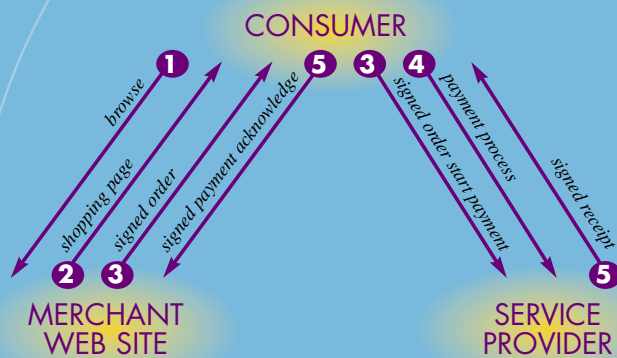 CONSUMER
1
5
3
4
browse
shopping page
signed order
signed payment acknowledge
signed order start payment
payment process
signed receipt
2
3
5
MERCHANT
WEB SITE
SERVICE
PROVIDER